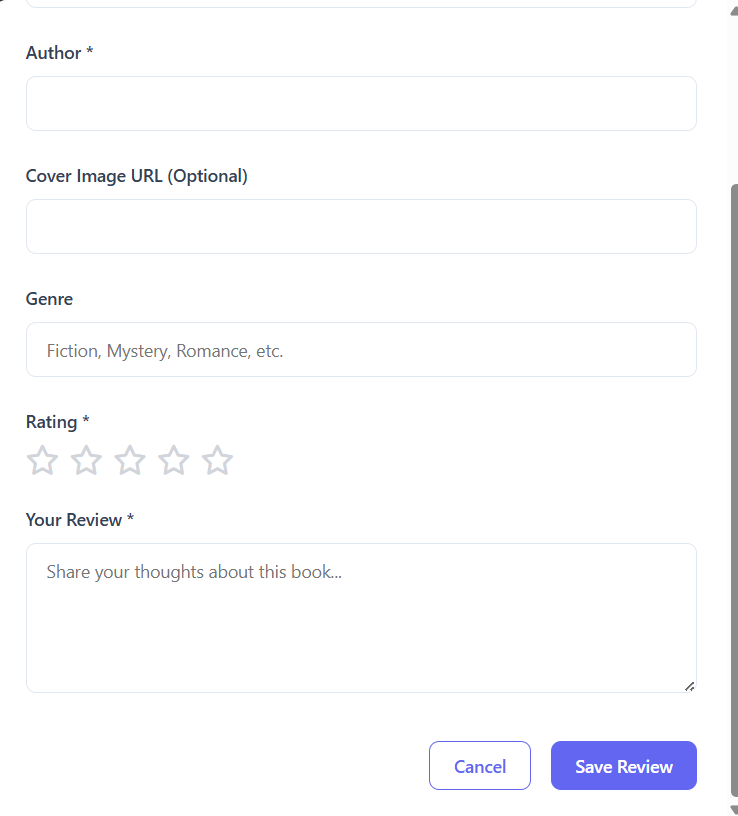 Author *
Cover Image URL (Optional)
Genre
Fiction, Mystery, Romance, etc.
Rating *
Your Review *
Share your thoughts about this book...
Cancel
Save Review